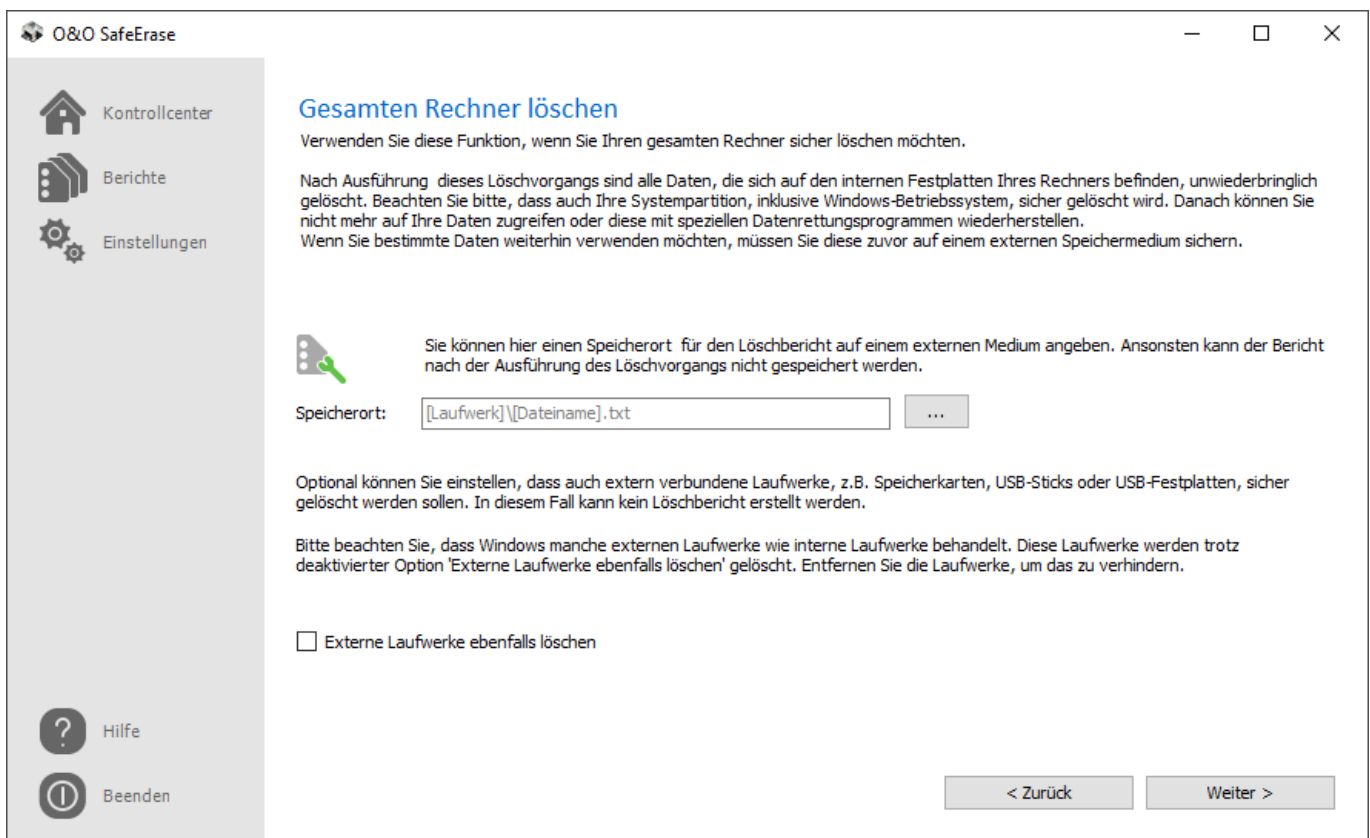 O&O SafeErase
Kontrollcenter
Berichte
Einstellungen
Gesamten Rechner löschen
Verwenden Sie diese Funktion, wenn Sie Ihren gesamten Rechner sicher löschen möchten.
Nach Ausführung  dieses Löschvorgangs sind alle Daten, die sich auf den internen Festplatten Ihres Rechners befinden, unwiederbringlich
gelöscht. Beachten Sie bitte, dass auch Ihre Systempartition, inklusive Windows-Betriebssystem, sicher gelöscht wird. Danach können Sie
nicht mehr auf Ihre Daten zugreifen oder diese mit speziellen Datenrettungsprogrammen wiederherstellen.
Wenn Sie bestimmte Daten weiterhin verwenden möchten, müssen Sie diese zuvor auf einem externen Speichermedium sichern.
Sie können hier einen Speicherort  für den Löschbericht auf einem externen Medium angeben. Ansonsten kann der Bericht
nach der Ausführung des Löschvorgangs nicht gespeichert werden.
Speicherort: [Laufwerk]\[Dateiname].txt ...
Optional können Sie einstellen, dass auch extern verbundene Laufwerke, z.B. Speicherkarten, USB-Sticks oder USB-Festplatten, sicher
gelöscht werden sollen. In diesem Fall kann kein Löschbericht erstellt werden.
Bitte beachten Sie, dass Windows manche externen Laufwerke wie interne Laufwerke behandelt. Diese Laufwerke werden trotz
deaktivierter Option 'Externe Laufwerke ebenfalls löschen' gelöscht. Entfernen Sie die Laufwerke, um das zu verhindern.
Externe Laufwerke ebenfalls löschen
? Hilfe
Beenden
< Zurück
Weiter >